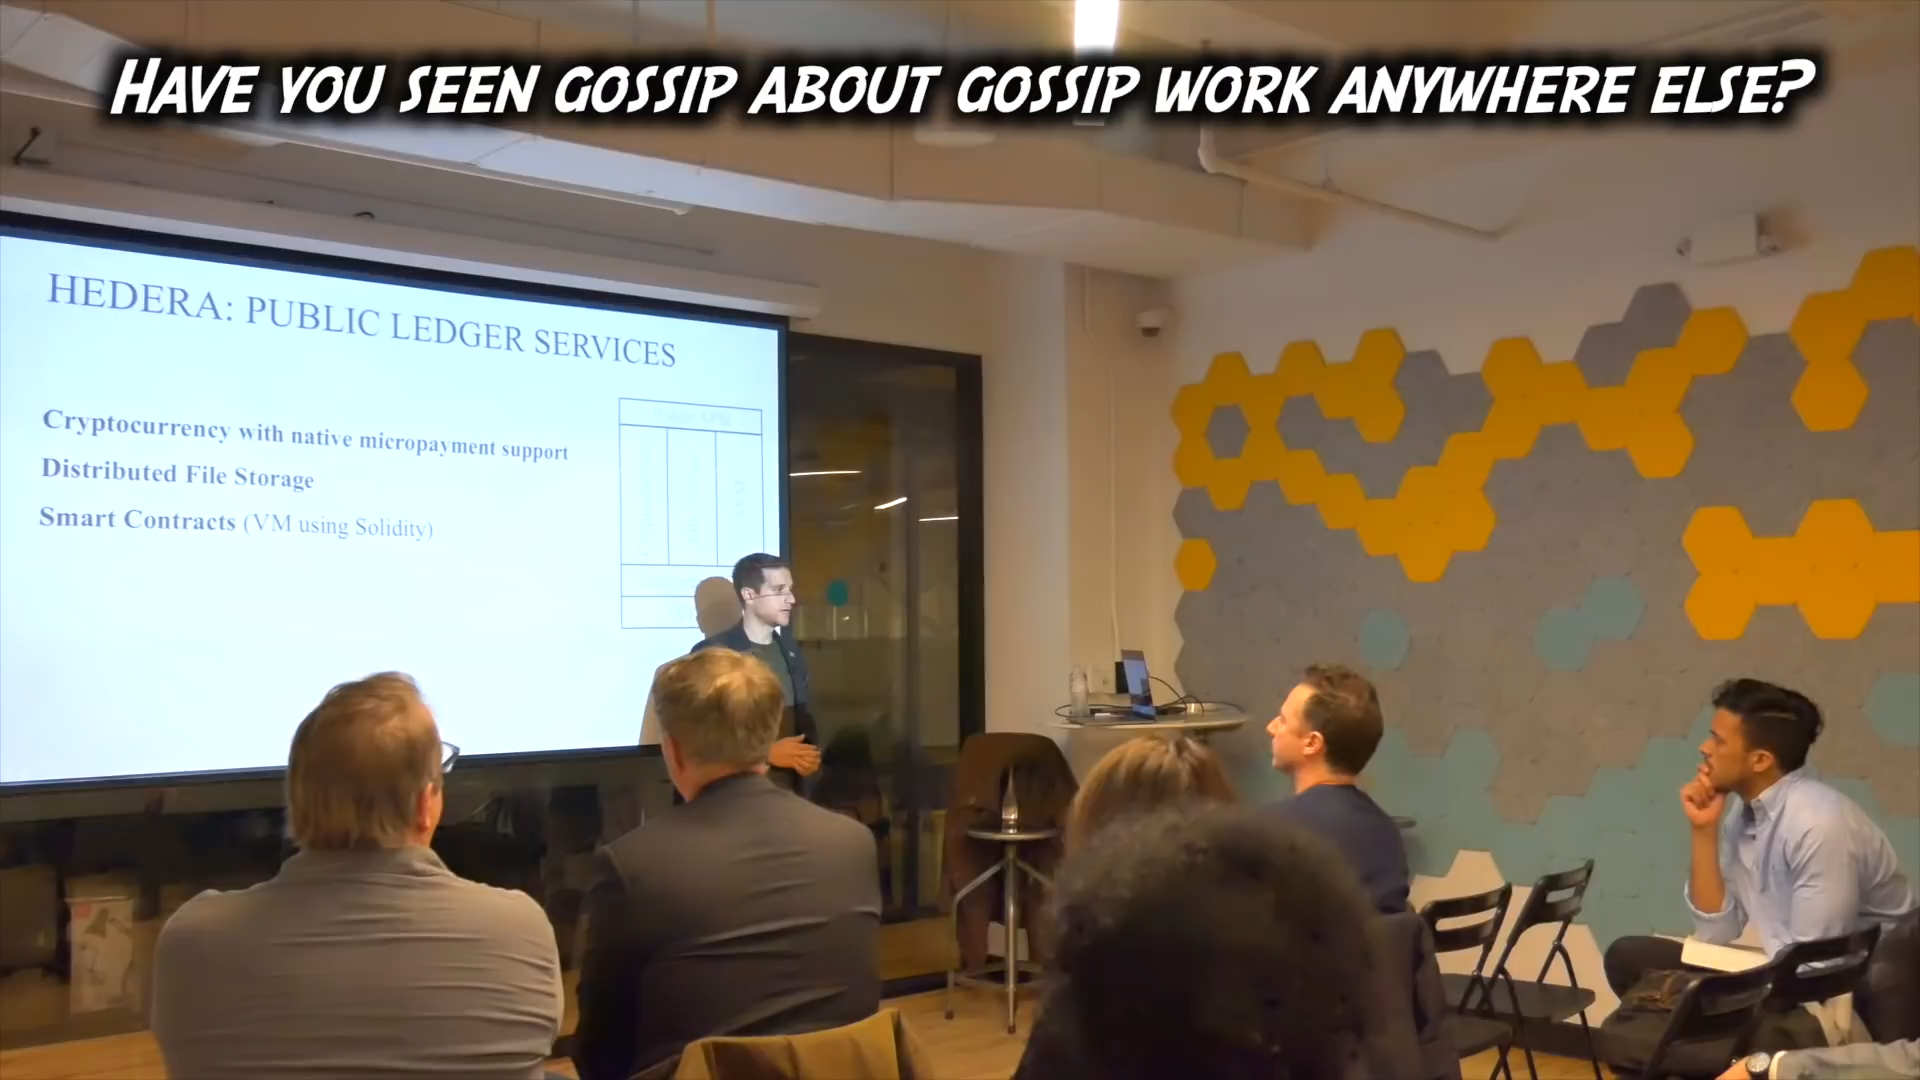 HAVE YOU SEEN GOSSIP ABOUT GOSSIP WORK ANYWHERE ELSE?
HEDERA: PUBLIC LEDGER SERVICES
Cryptocurrency with native micropayment support
Distributed File Storage
Smart Contracts (VM using Solidity)